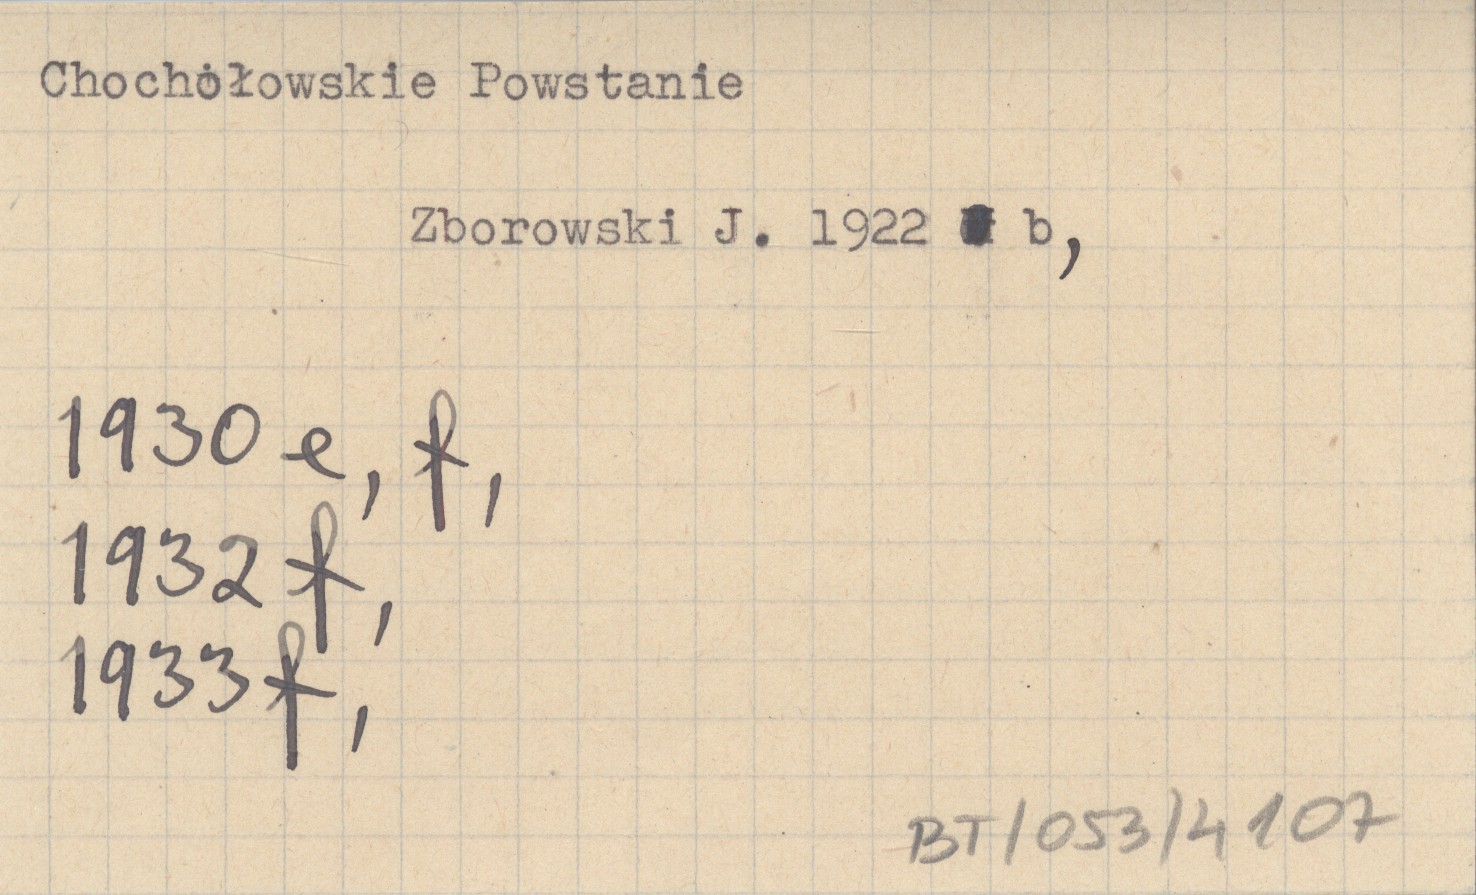 Chochołowskie Powstanie
Zborowski J. 1922 b,
1930 e, f,
1932 f,
1933 f,
BT/053/4107